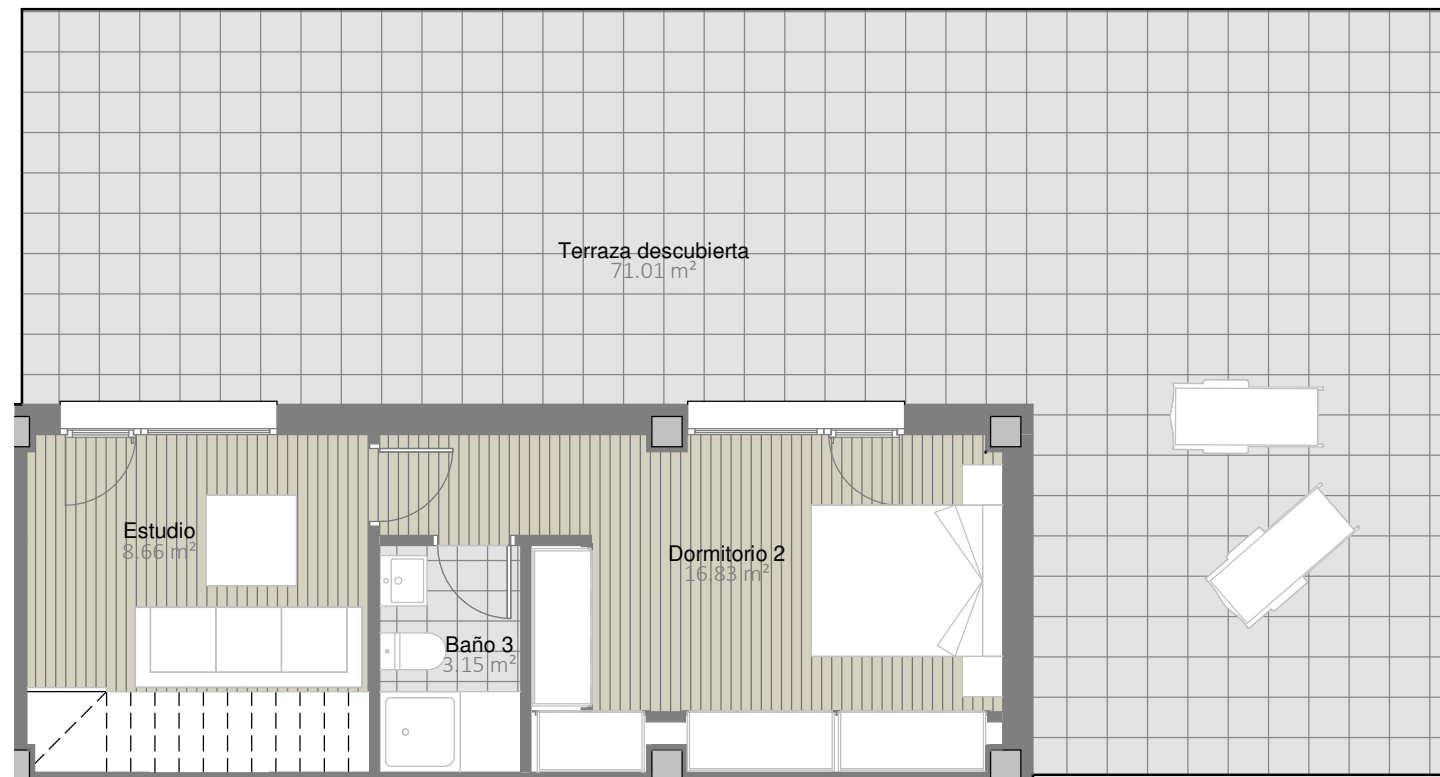 Terraza descubierta
71.01 m²
Estudio
8.66 m²
Dormitorio 2
16.83 m²
Baño 3
3.15 m²